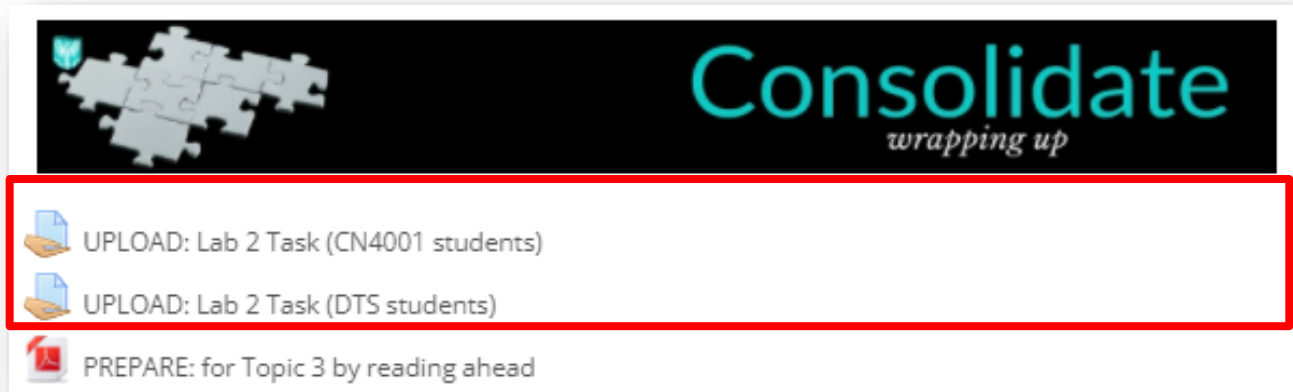 Consolidate
wrapping up
UPLOAD: Lab 2 Task (CN4001 students)
UPLOAD: Lab 2 Task (DTS students)
PREPARE: for Topic 3 by reading ahead